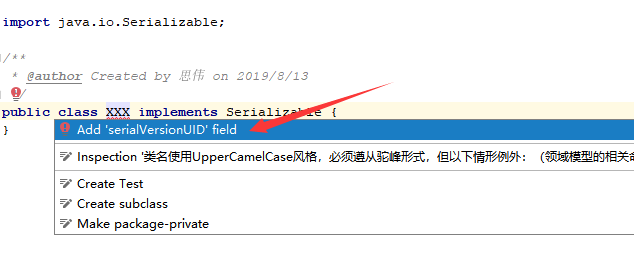 import java.io.Serializable;
/**
* @author Created by 思伟 on 2019/8/13
*/
public class XXX implements Serializable {
}
Add 'serialVersionUID' field
Inspection '类名使用UpperCamelCase风格，必须遵从驼峰形式，但以下情形例外：（领域模型的相关命
Create Test
Create subclass
Make package-private